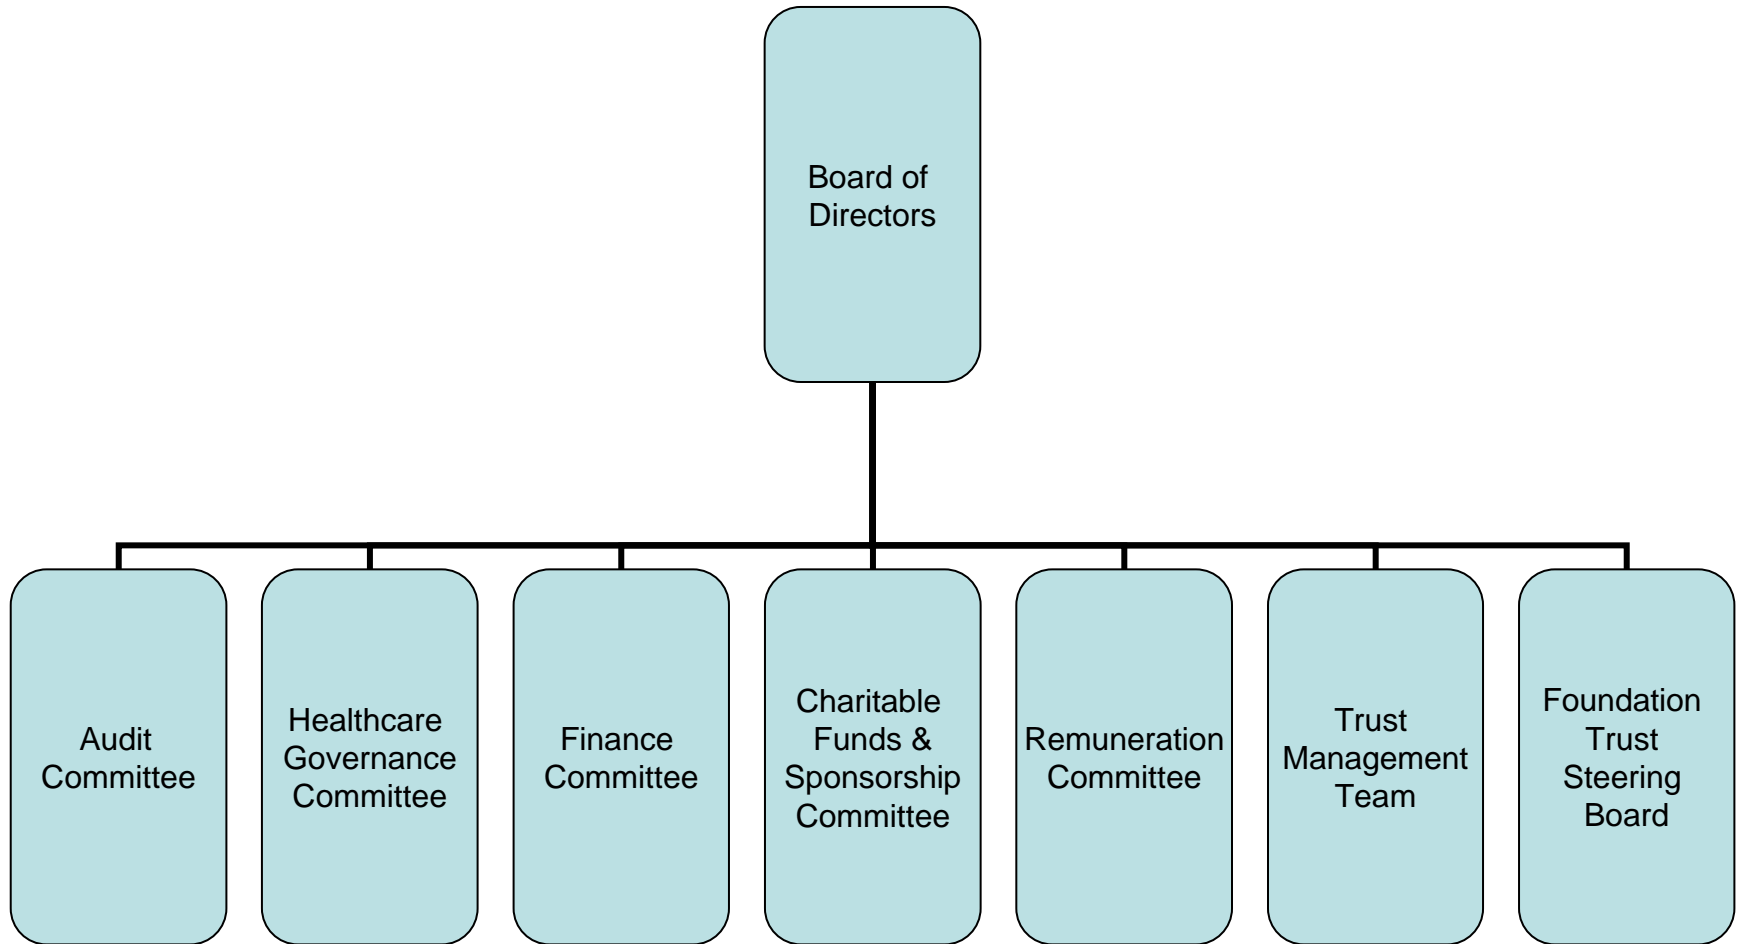 Board of
Directors
Audit
Committee
Healthcare
Governance
Committee
Finance
Committee
Charitable
Funds &
Sponsorship
Committee
Remuneration
Committee
Trust
Management
Team
Foundation
Trust
Steering
Board